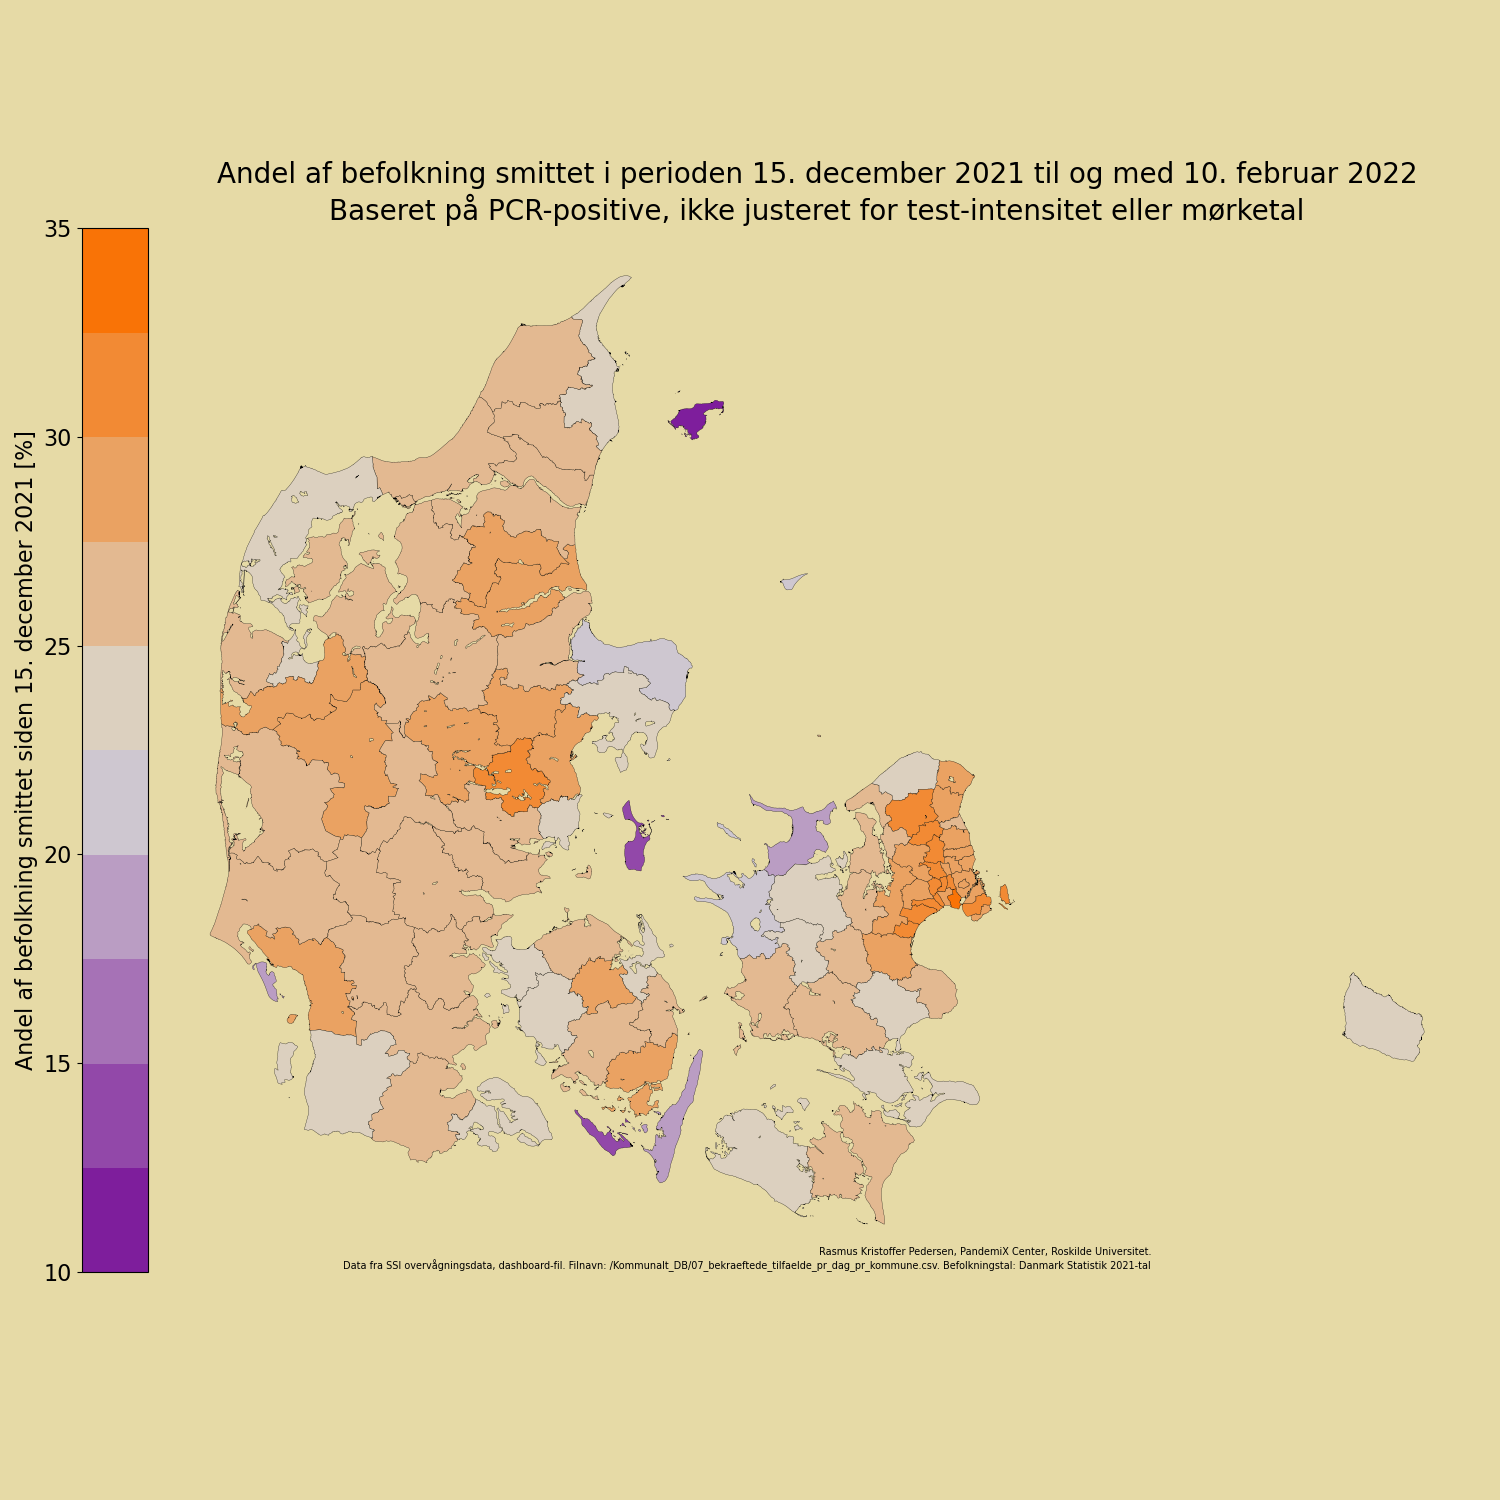 Andel af befolkning smittet i perioden 15. december 2021 til og med 10. februar 2022
Baseret på PCR-positive, ikke justeret for test-intensitet eller mørketal
Andel af befolkning smittet siden 15. december 2021 [%]
35
30
25
20
15
10
Rasmus Kristoffer Pedersen, PandemiX Center, Roskilde Universitet.
Data fra SSI overvågningsdata, dashboard-fil. Filnavn: /Kommunalt_DB/07_bekraeftede_tilfaelde_pr_dag_pr_kommune.csv. Befolkningstal: Danmark Statistik 2021-tal